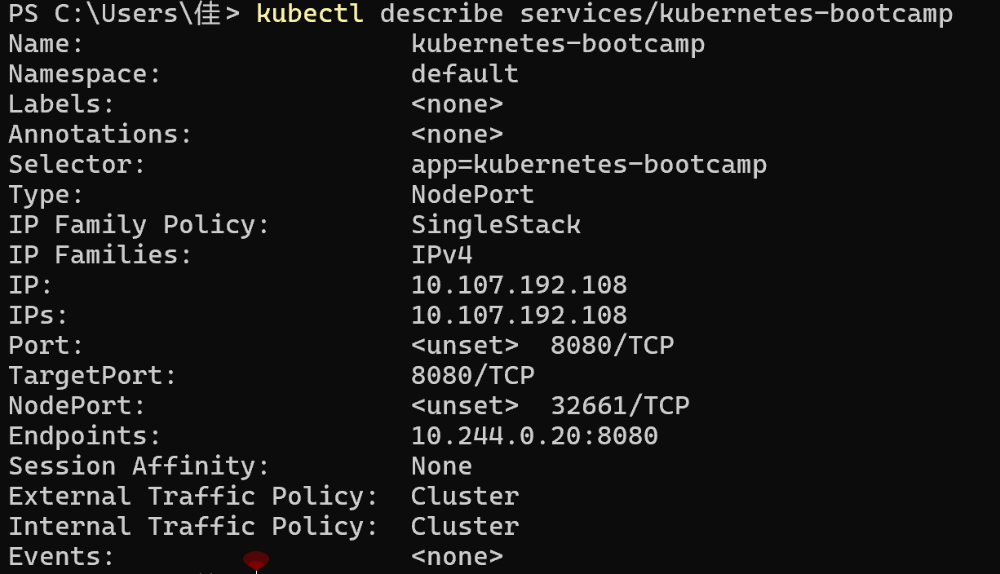 PS C:\Users\佳> kubectl describe services/kubernetes-bootcamp
Name:                     kubernetes-bootcamp
Namespace:                default
Labels:                   <none>
Annotations:              <none>
Selector:                 app=kubernetes-bootcamp
Type:                     NodePort
IP Family Policy:         SingleStack
IP Families:              IPv4
IP:                       10.107.192.108
IPs:                      10.107.192.108
Port:                     <unset>  8080/TCP
TargetPort:               8080/TCP
NodePort:                 <unset>  32661/TCP
Endpoints:                10.244.0.20:8080
Session Affinity:         None
External Traffic Policy:  Cluster
Internal Traffic Policy:  Cluster
Events:                   <none>